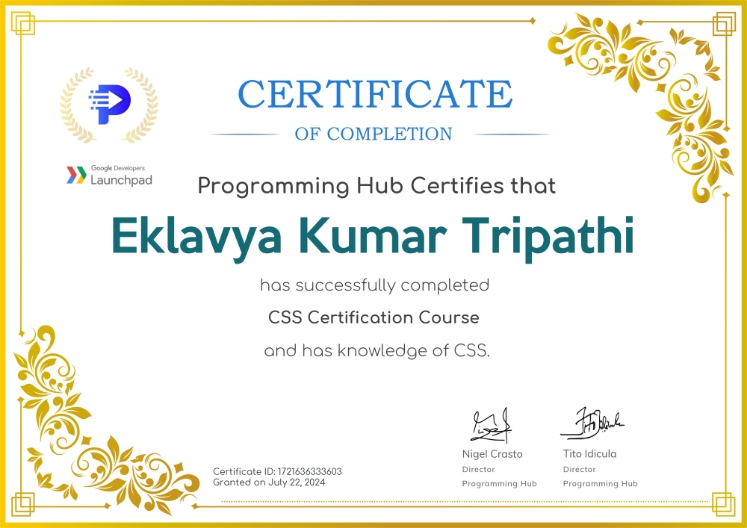 CERTIFICATE
OF COMPLETION
Google Developers
Launchpad
Programming Hub Certifies that
Eklavya Kumar Tripathi
has successfully completed
CSS Certification Course
and has knowledge of CSS.
Nigel Crasto
Director
Programming Hub
Tito Idicula
Director
Programming Hub
Certificate ID: 1721636333603
Granted on July 22, 2024